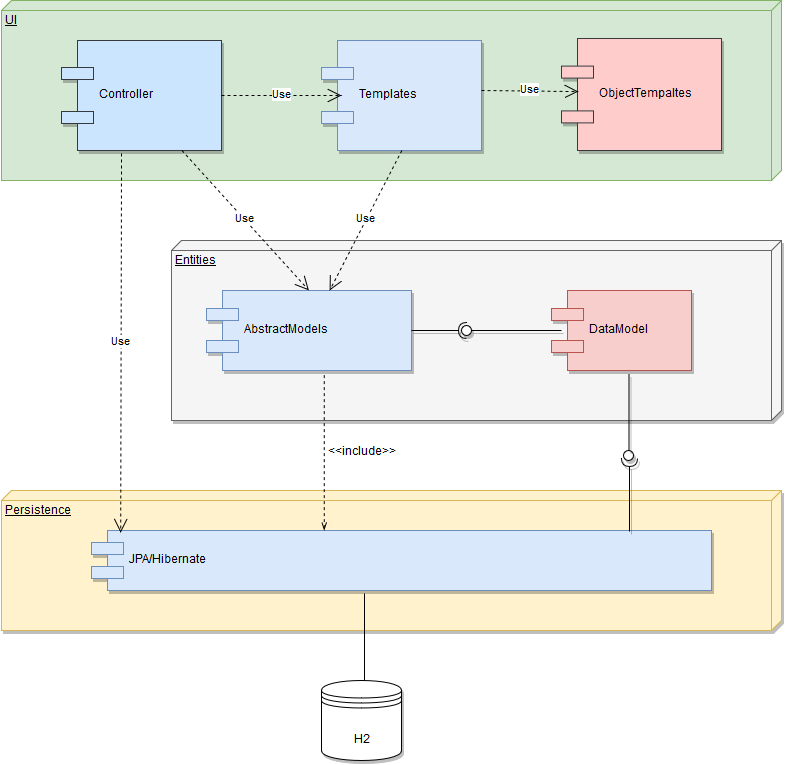 UI
Controller
Use
Templates
Use
ObjectTempaltes
Use
Use
Entities
AbstractModels
DataModel
Use
<<include>>
Persistence
JPA/Hibernate
H2